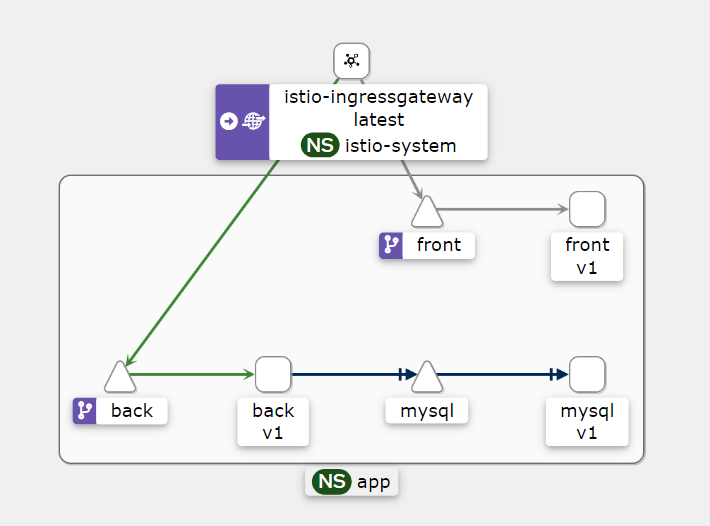 istio-ingressgateway
latest
NS istio-system
front
front
v1
back
back
v1
mysql
mysql
v1
NS app